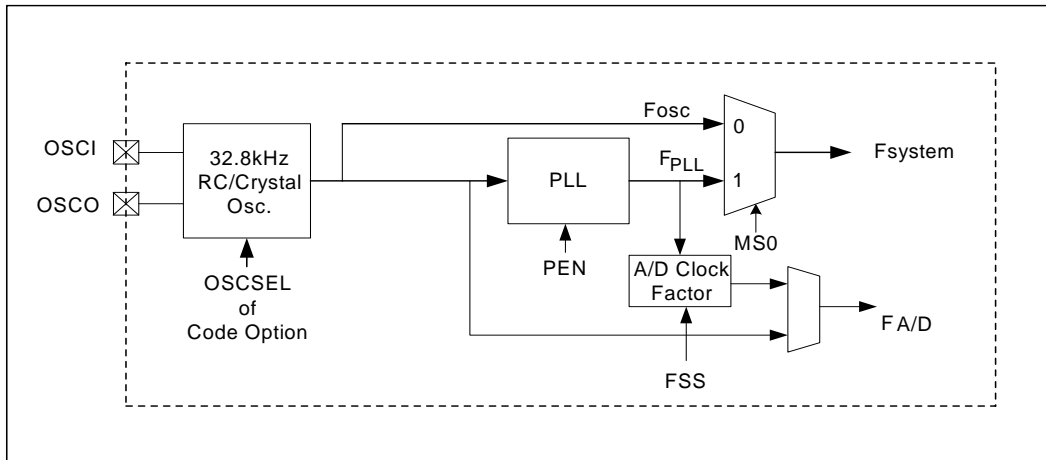 OSCI
OSCO
32.8kHz
RC/Crystal
Osc.
OSCSEL
of
Code Option
Fosc
PLL
PEN
FPLL
0
1
MS0
Fsystem
A/D Clock
Factor
FSS
F A/D